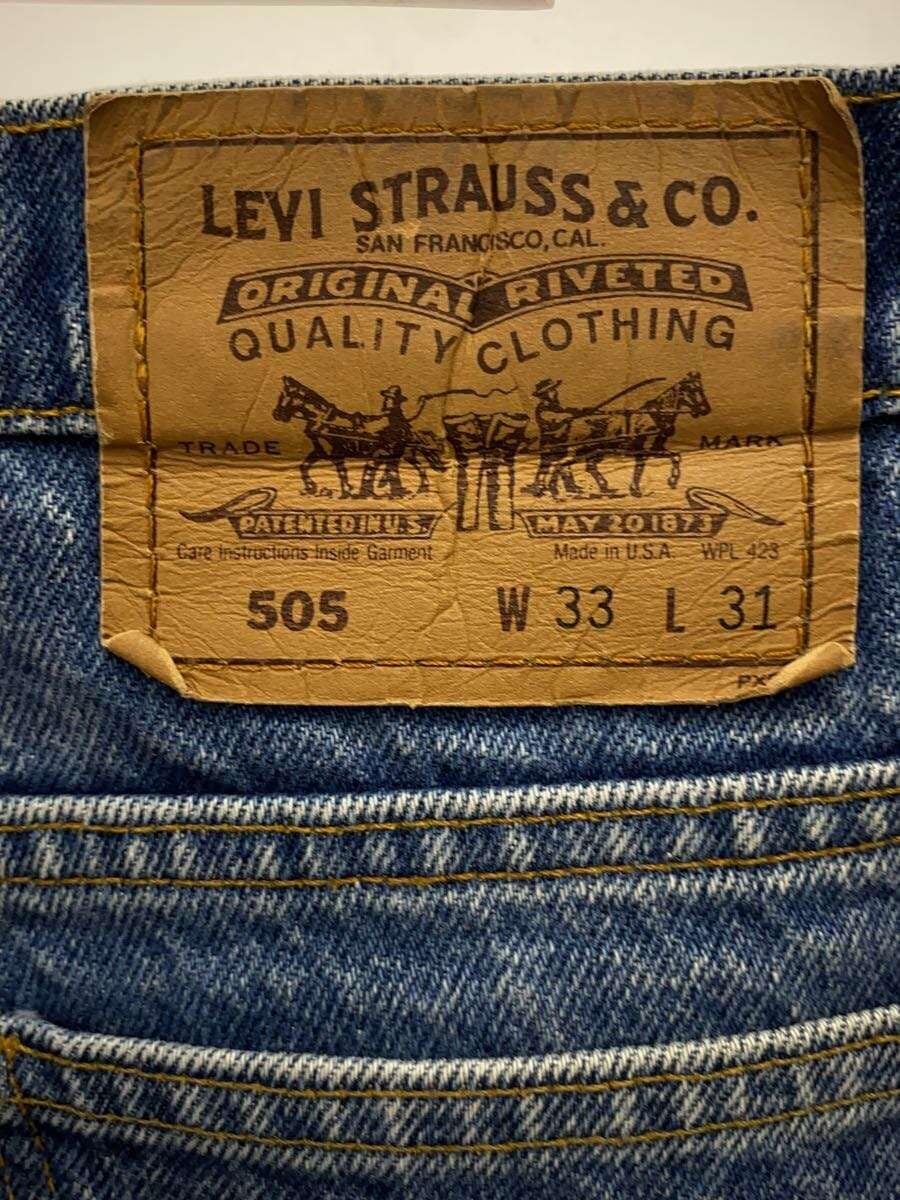 LEVI STRAUSS & CO.
SAN FRANCISCO, CAL.
ORIGINAL RIVETED
QUALITY CLOTHING
TRADE MARK
PATENTED IN U.S. MAY 20 1873
Care Instructions Inside Garment Made in U.S.A. WPL 423
505 W 33 L 31